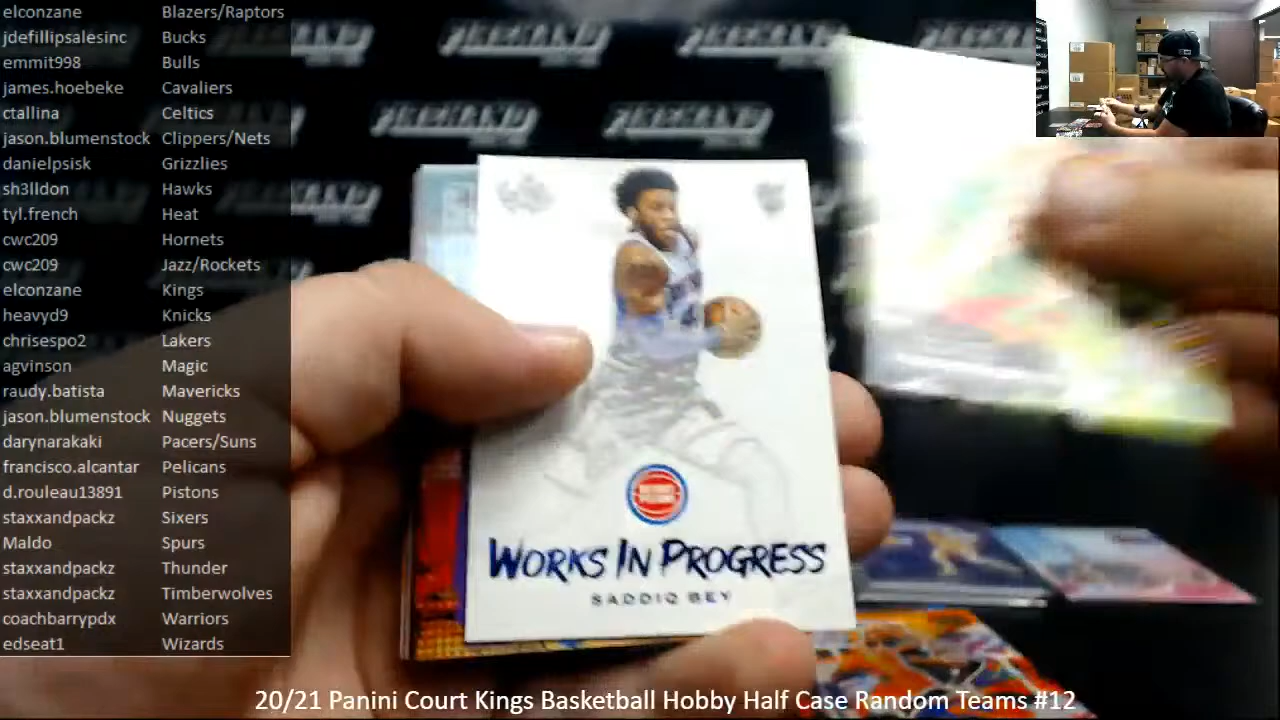 elconzane Blazers/Raptors
jdefillipsalesinc Bucks
emmit998 Bulls
james.hoebeke Cavaliers
ctallina Celtics
jason.blumenstock Clippers/Nets
danielpsisk Grizzlies
sh3lldon Hawks
tyl.french Heat
cwc209 Hornets
cwc209 Jazz/Rockets
elconzane Kings
heavyd9 Knicks
chrisespo2 Lakers
agvinson Magic
raudy.batista Mavericks
jason.blumenstock Nuggets
darynarakaki Pacers/Suns
francisco.alcantar Pelicans
d.rouleau13891 Pistons
staxxandpackz Sixers
Maldo Spurs
staxxandpackz Thunder
staxxandpackz Timberwolves
coachbarrypdx Warriors
edseat1 Wizards
WORKS IN PROGRESS
SADDIQ BEY
20/21 Panini Court Kings Basketball Hobby Half Case Random Teams #12